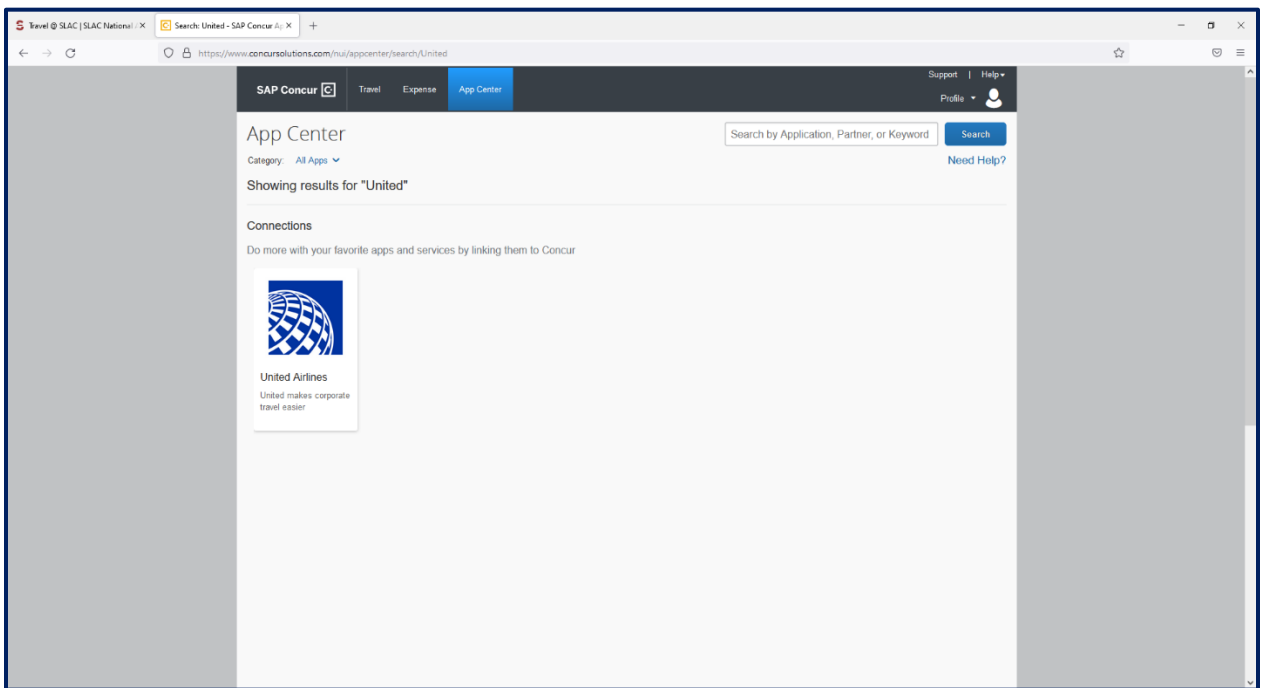 Travel @ SLAC | SLAC National
Search: United - SAP Concur Ap
https://www.concursolutions.com/nui/appcenter/search/United
Support | Help
SAP Concur C Travel Expense App Center
Profile
App Center
Search by Application, Partner, or Keyword Search
Category: All Apps
Need Help?
Showing results for "United"
Connections
Do more with your favorite apps and services by linking them to Concur
United Airlines
United makes corporate
travel easier